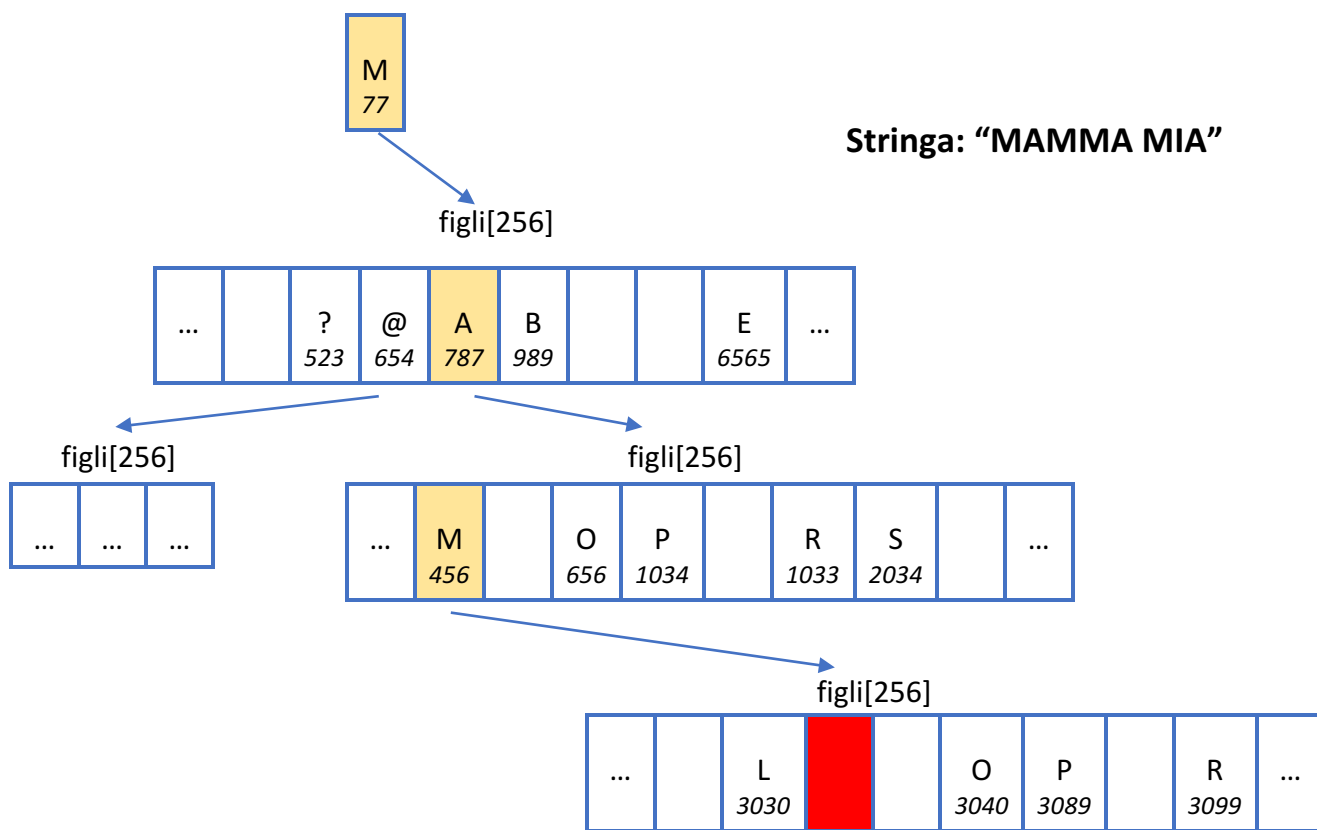 M
77
Stringa: “MAMMA MIA”
figli[256]
... ? @ A B E ...
523 654 787 989 6565
figli[256] figli[256]
... ... ... ... M O P R S ...
456 656 1034 1033 2034
figli[256]
... L O P R ...
3030 3040 3089 3099